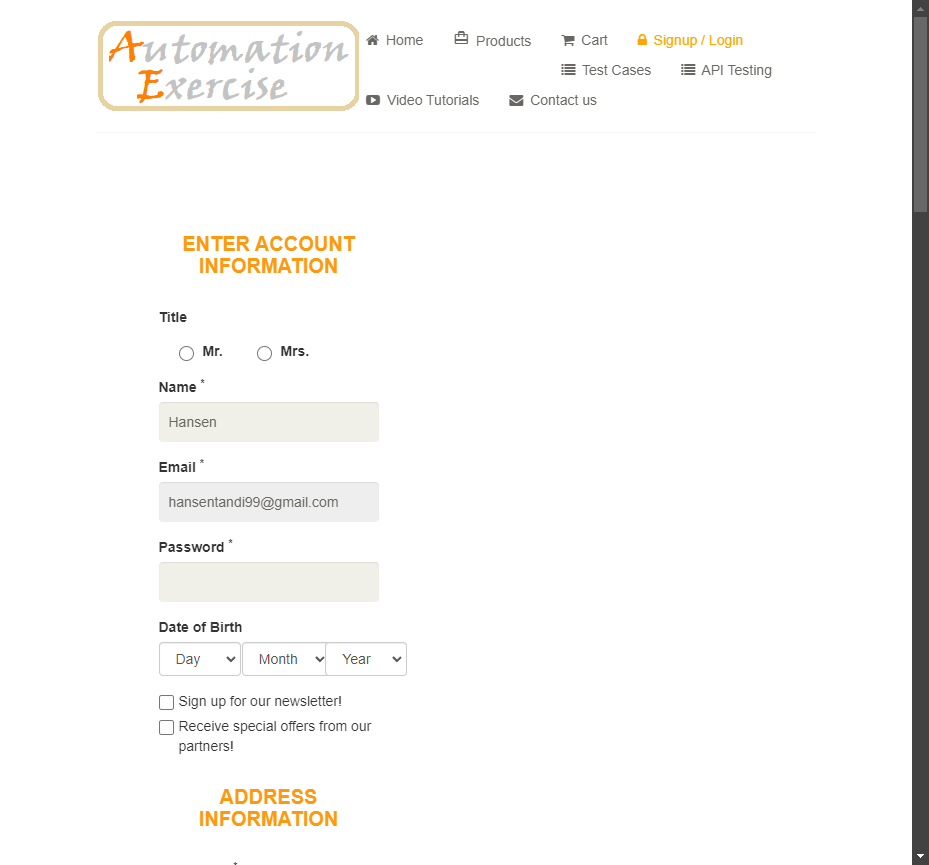 Automation
Exercise
Home Products Cart Signup / Login
Test Cases API Testing
Video Tutorials Contact us
ENTER ACCOUNT
INFORMATION
Title
Mr. Mrs.
Name *
Hansen
Email *
hansentandi99@gmail.com
Password *
Date of Birth
Day Month Year
Sign up for our newsletter!
Receive special offers from our
partners!
ADDRESS
INFORMATION
*